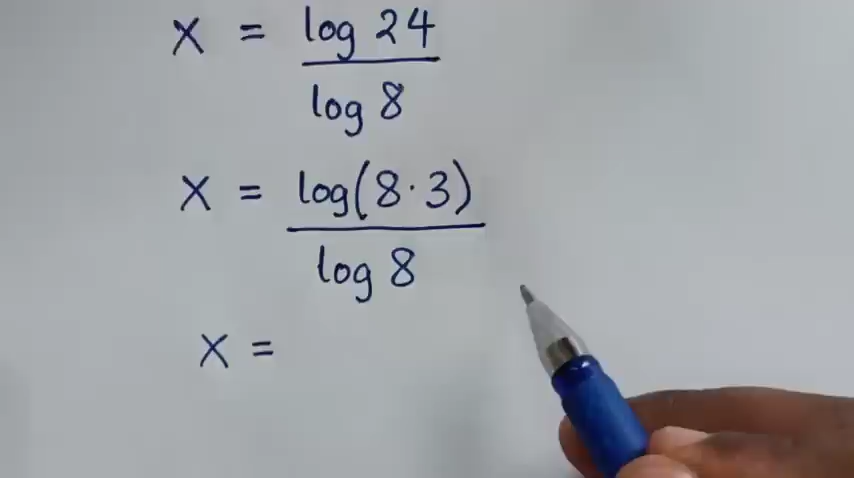 x = log 24
log 8
x = log(8·3)
log 8
x =